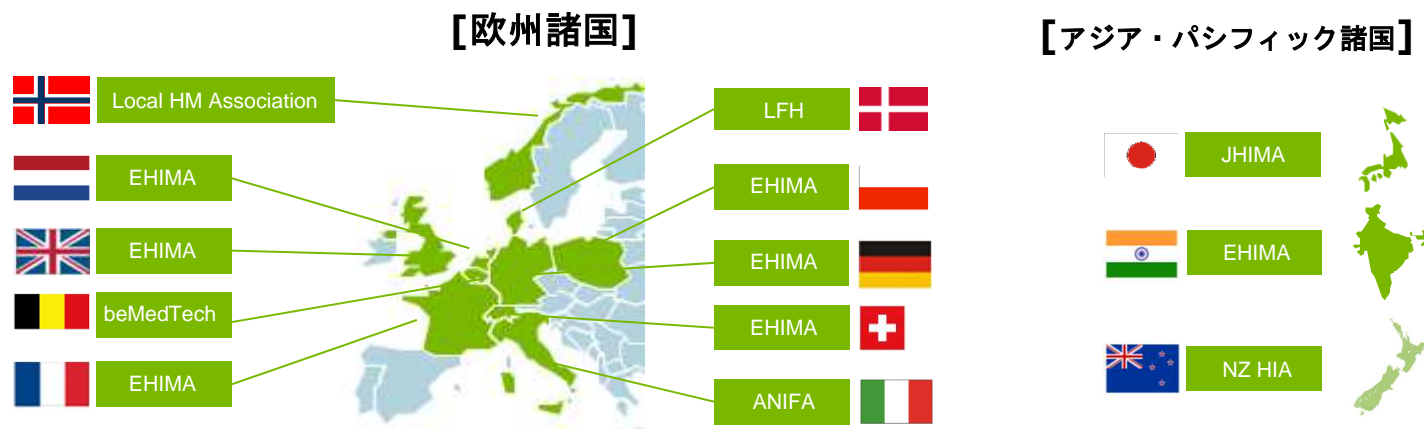 [欧州諸国]
[アジア・パシフィック諸国]
Local HM Association
EHIMA
EHIMA
beMedTech
EHIMA
LFH
EHIMA
EHIMA
EHIMA
ANIFA
JHIMA
EHIMA
NZ HIA